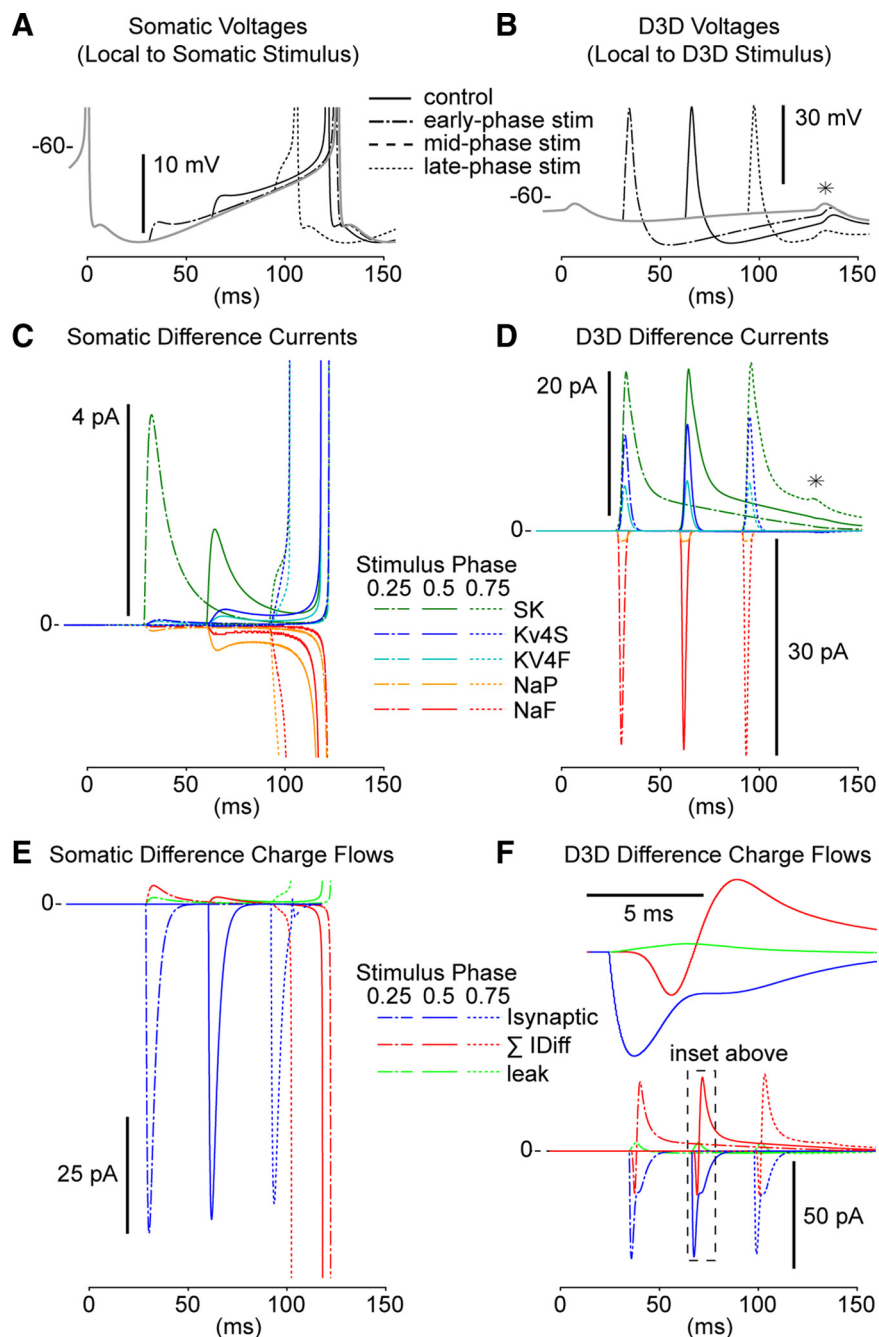 A
Somatic Voltages
(Local to Somatic Stimulus)
B
D3D Voltages
(Local to D3D Stimulus)
control
early-phase stim
mid-phase stim
late-phase stim
-60-
10 mV
0 50 100 150
(ms)
30 mV
-60-
✳
0 50 100 150
(ms)
C
Somatic Difference Currents
4 pA
0-
0 50 100 150
(ms)
D
D3D Difference Currents
20 pA
✳
0-
30 pA
0 50 100 150
(ms)
Stimulus Phase
0.25 0.5 0.75
SK
Kv4S
KV4F
NaP
NaF
E
Somatic Difference Charge Flows
0-
25 pA
0 50 100 150
(ms)
Stimulus Phase
0.25 0.5 0.75
Isynaptic
∑ IDiff
leak
F
D3D Difference Charge Flows
5 ms
inset above
0-
50 pA
0 50 100 150
(ms)